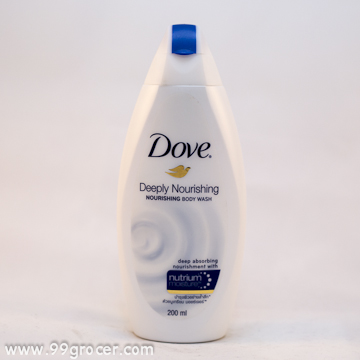 Dove
Deeply Nourishing
NOURISHING BODY WASH
deep absorbing
nourishment with
nutrium
moisture
200 ml
www.99grocer.com